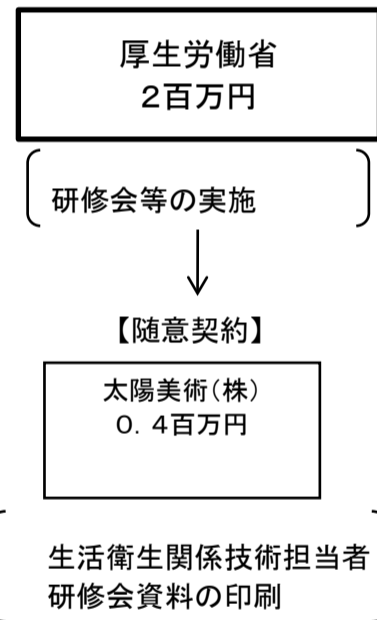 厚生労働省
2百万円
研修会等の実施
【随意契約】
太陽美術(株)
0．4百万円
生活衛生関係技術担当者
研修会資料の印刷